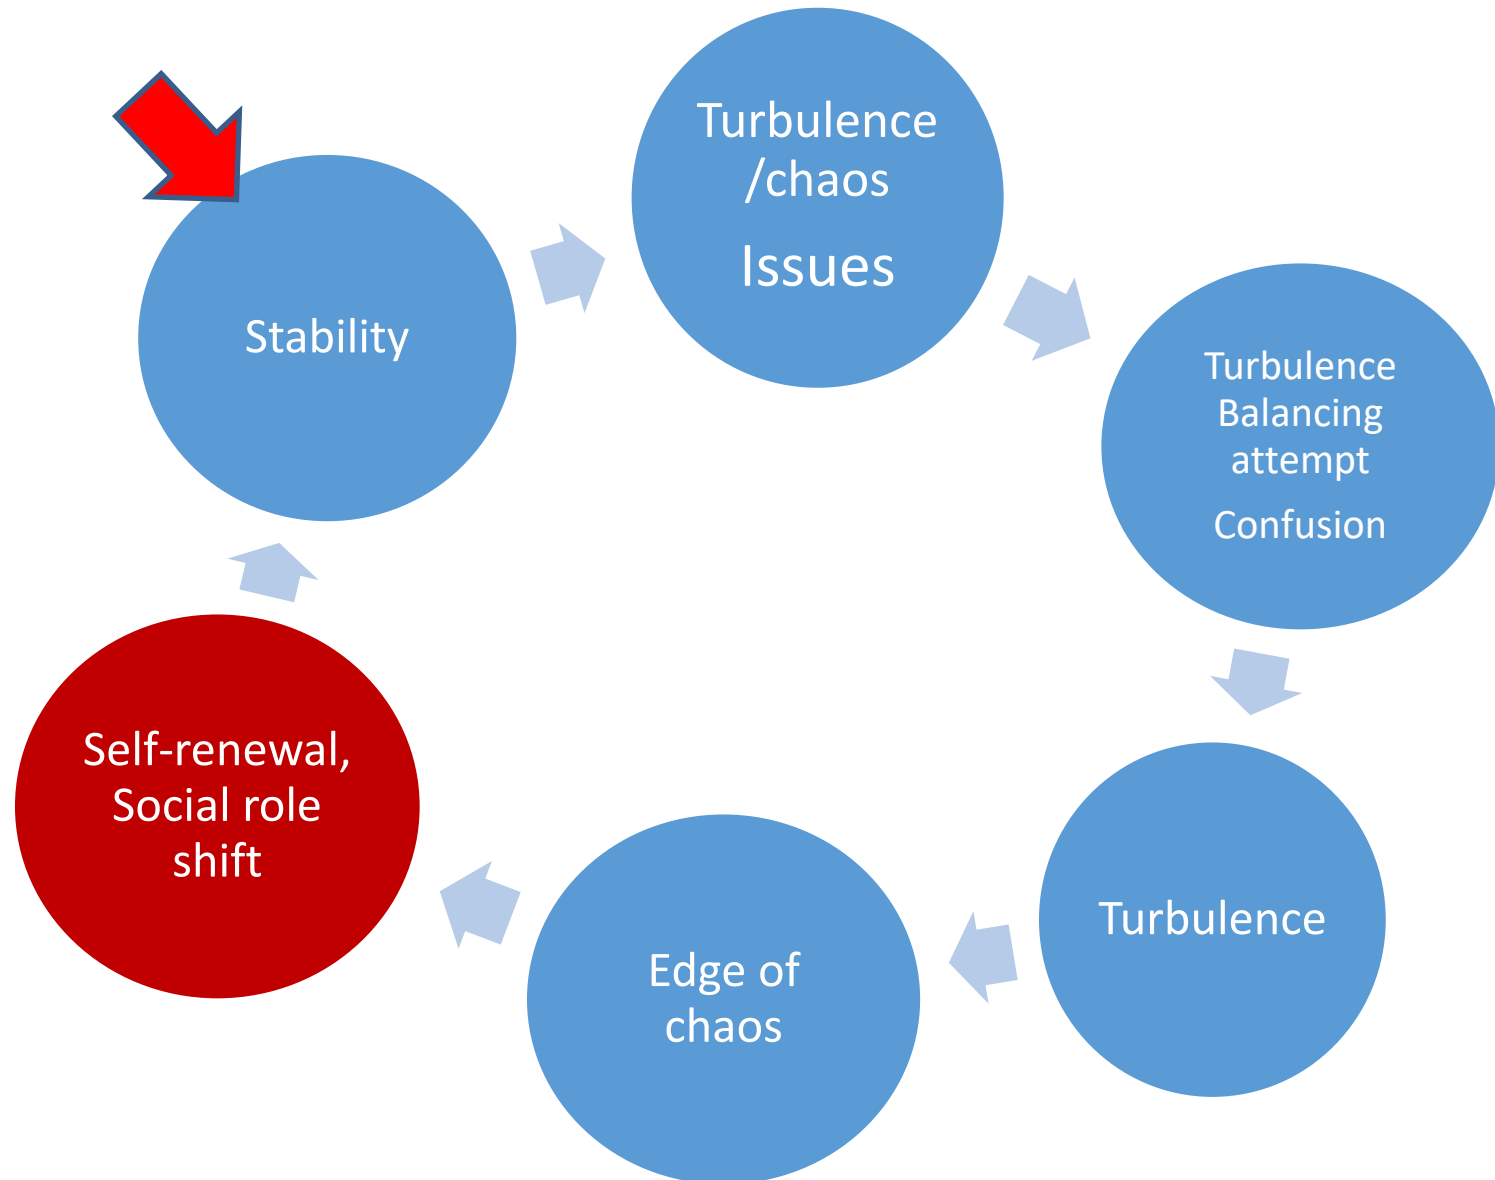 Stability
Turbulence
/chaos
Issues
Turbulence
Balancing
attempt
Confusion
Turbulence
Edge of
chaos
Self-renewal,
Social role
shift